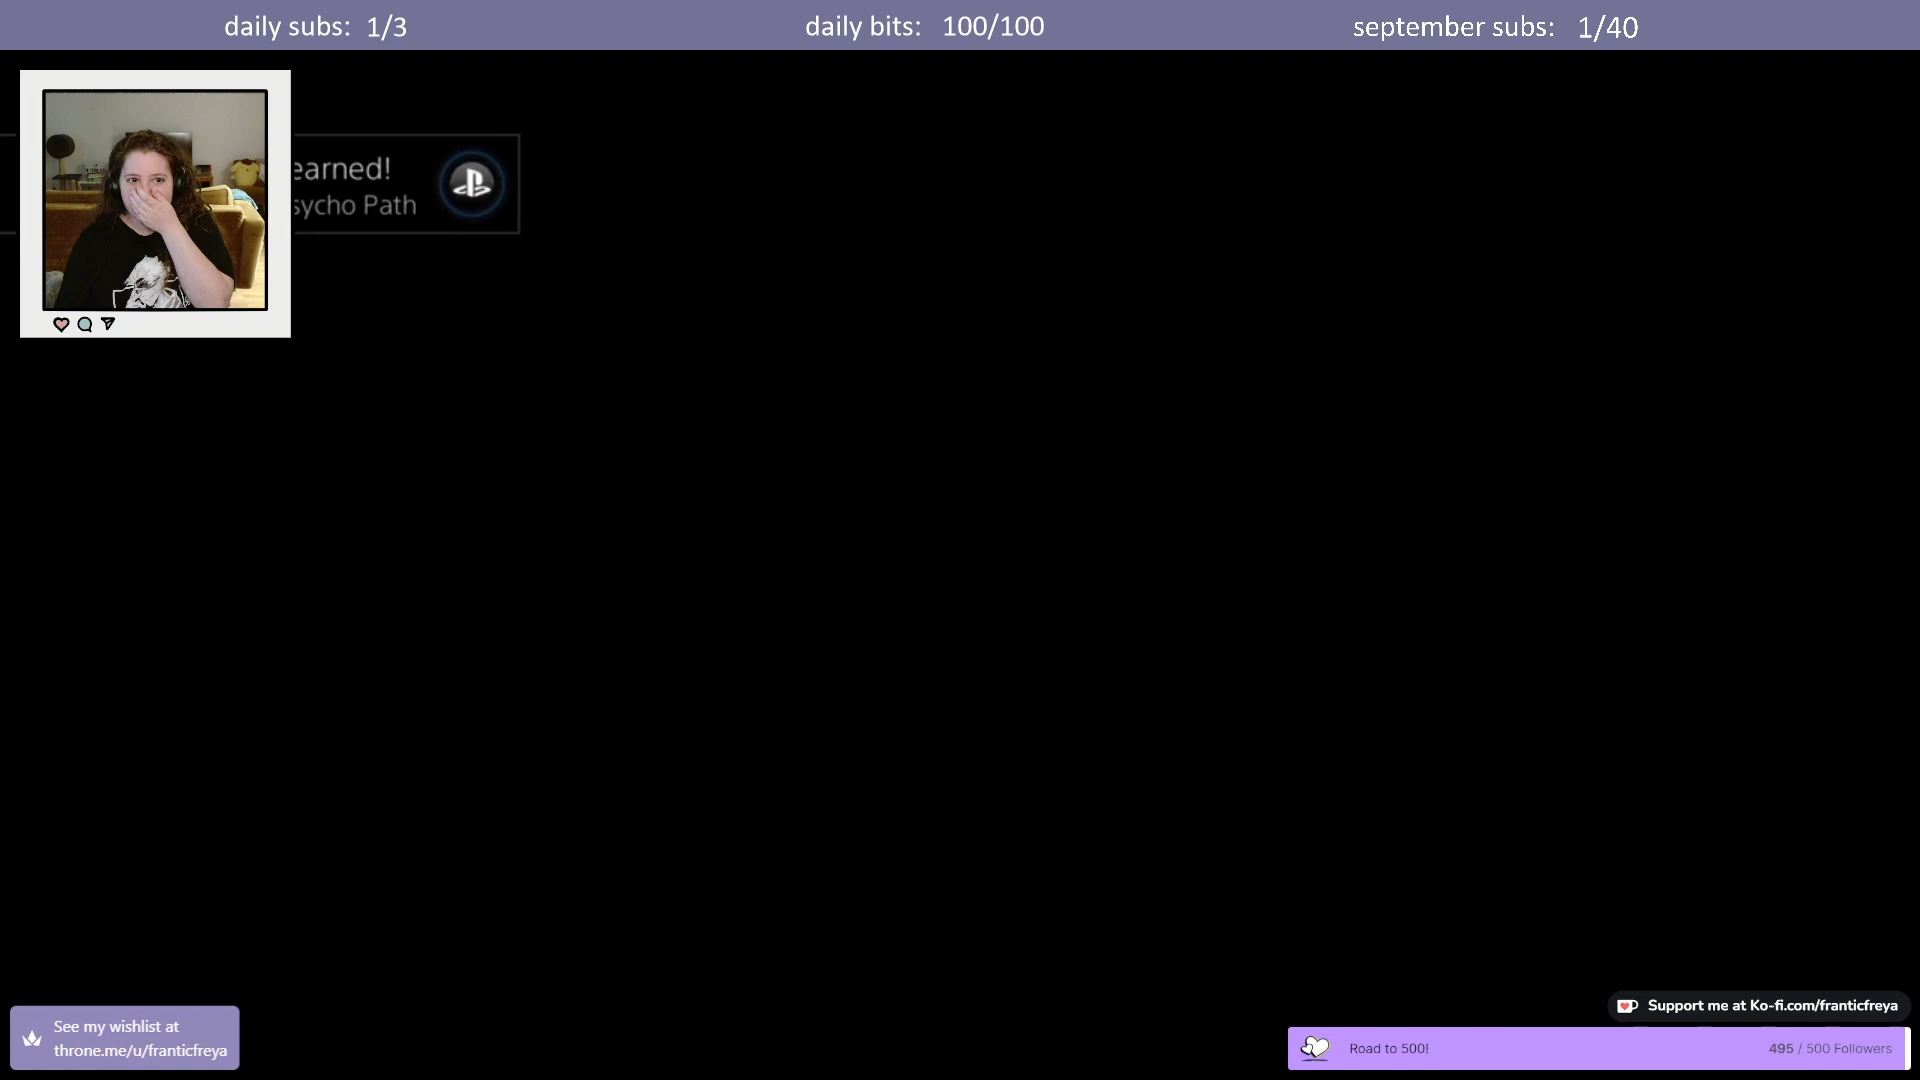 daily subs: 1/3
daily bits: 100/100
september subs: 1/40
earned!
sycho Path
See my wishlist at
throne.me/u/franticfreya
Support me at Ko-fi.com/franticfreya
Road to 500!
495 / 500 Followers